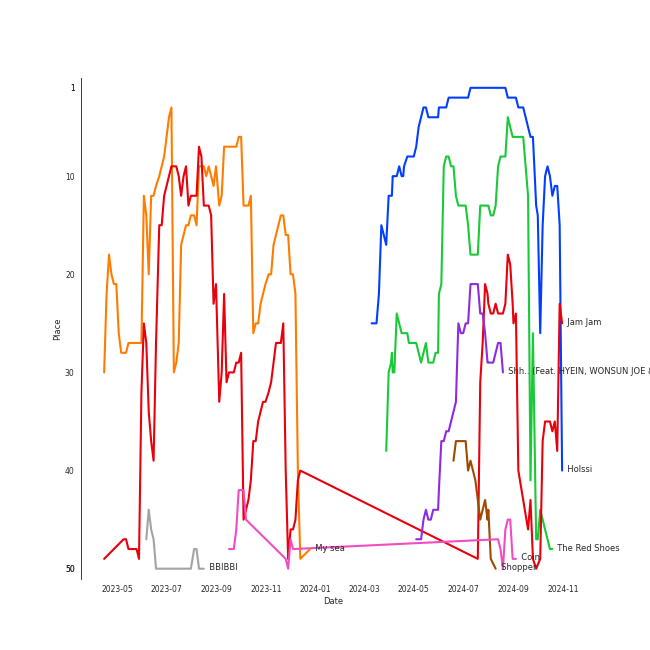 1
10
20
30
40
50
Place
Jam Jam
Shh.. (Feat. HYEIN, WONSUN JOE &
Holssi
The Red Shoes
My sea
Coin
BBIBBI
Shopper
2023-05
2023-07
2023-09
2023-11
2024-01
2024-03
2024-05
2024-07
2024-09
2024-11
Date